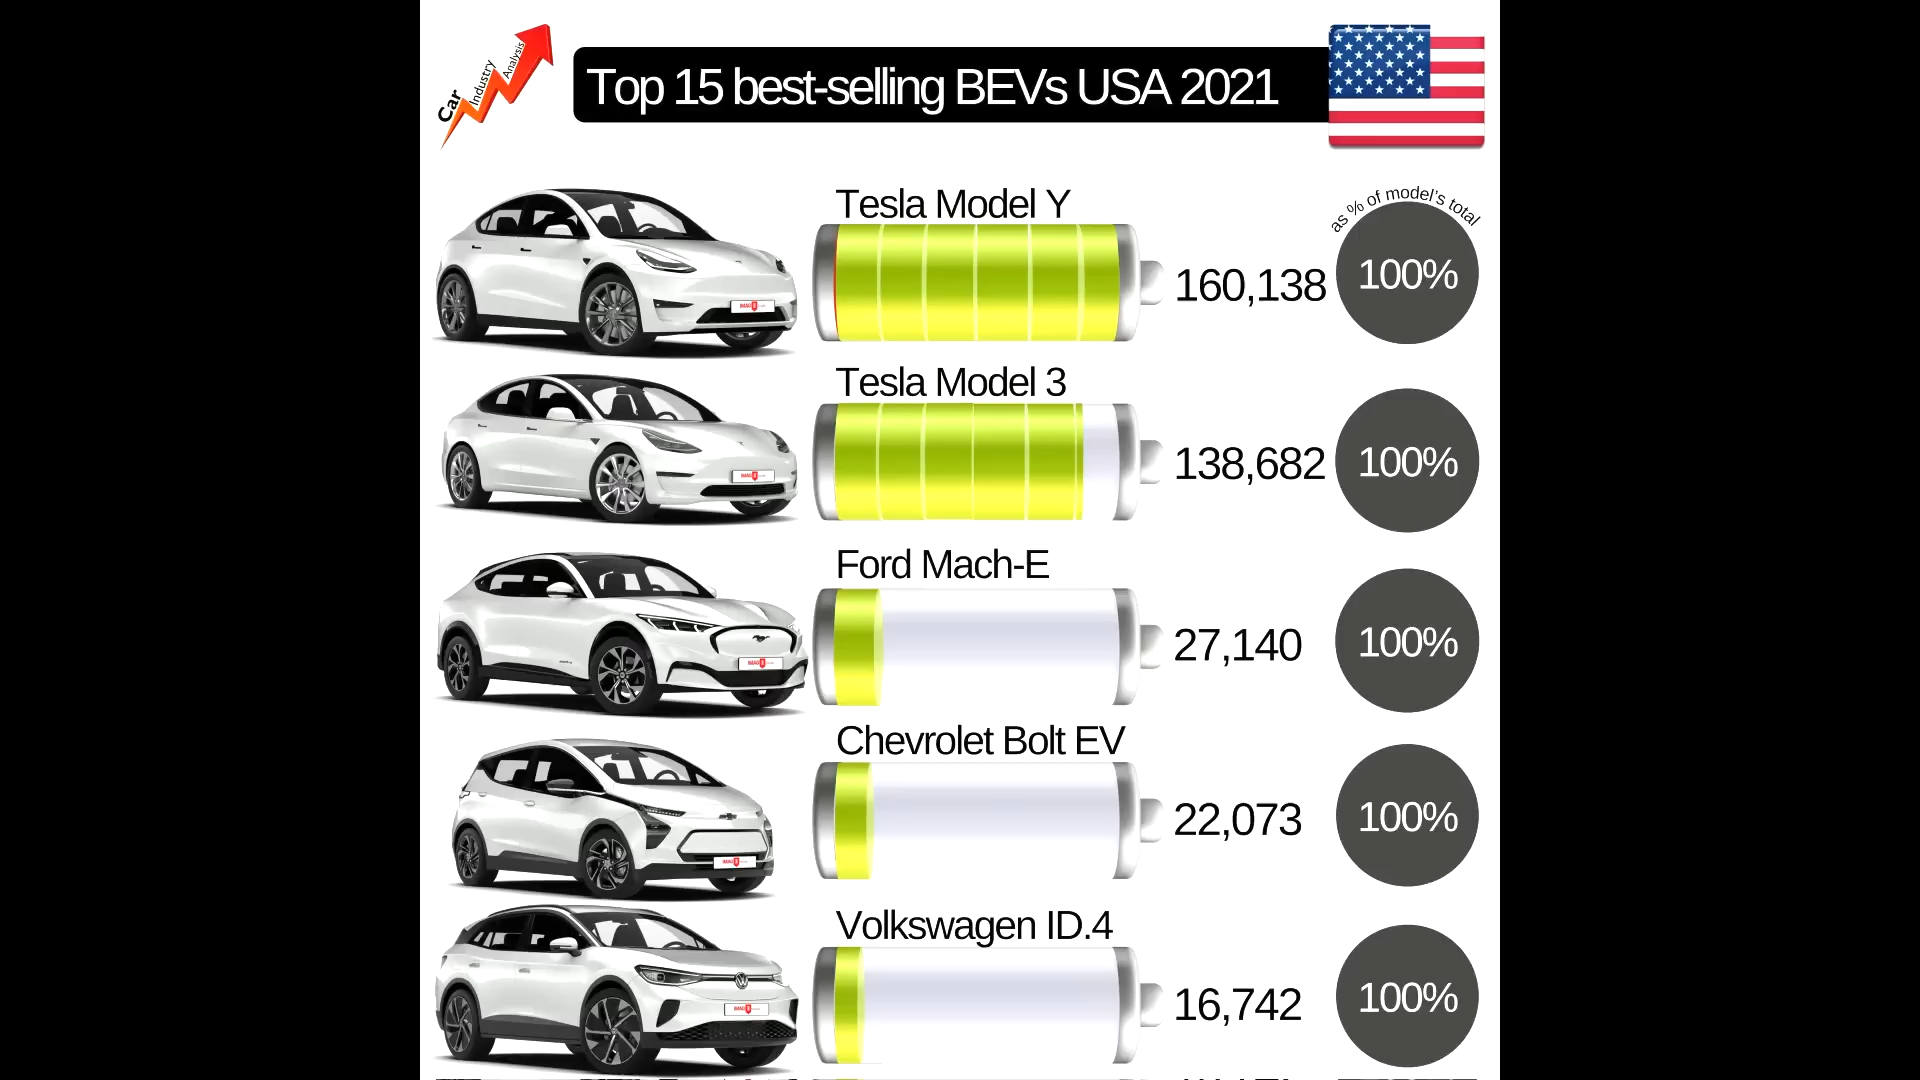 Car
Industry
Analysis
Top 15 best-selling BEVs USA 2021
as % of model's total
Tesla Model Y
160,138
100%
Tesla Model 3
138,682
100%
Ford Mach-E
27,140
100%
Chevrolet Bolt EV
22,073
100%
Volkswagen ID.4
16,742
100%